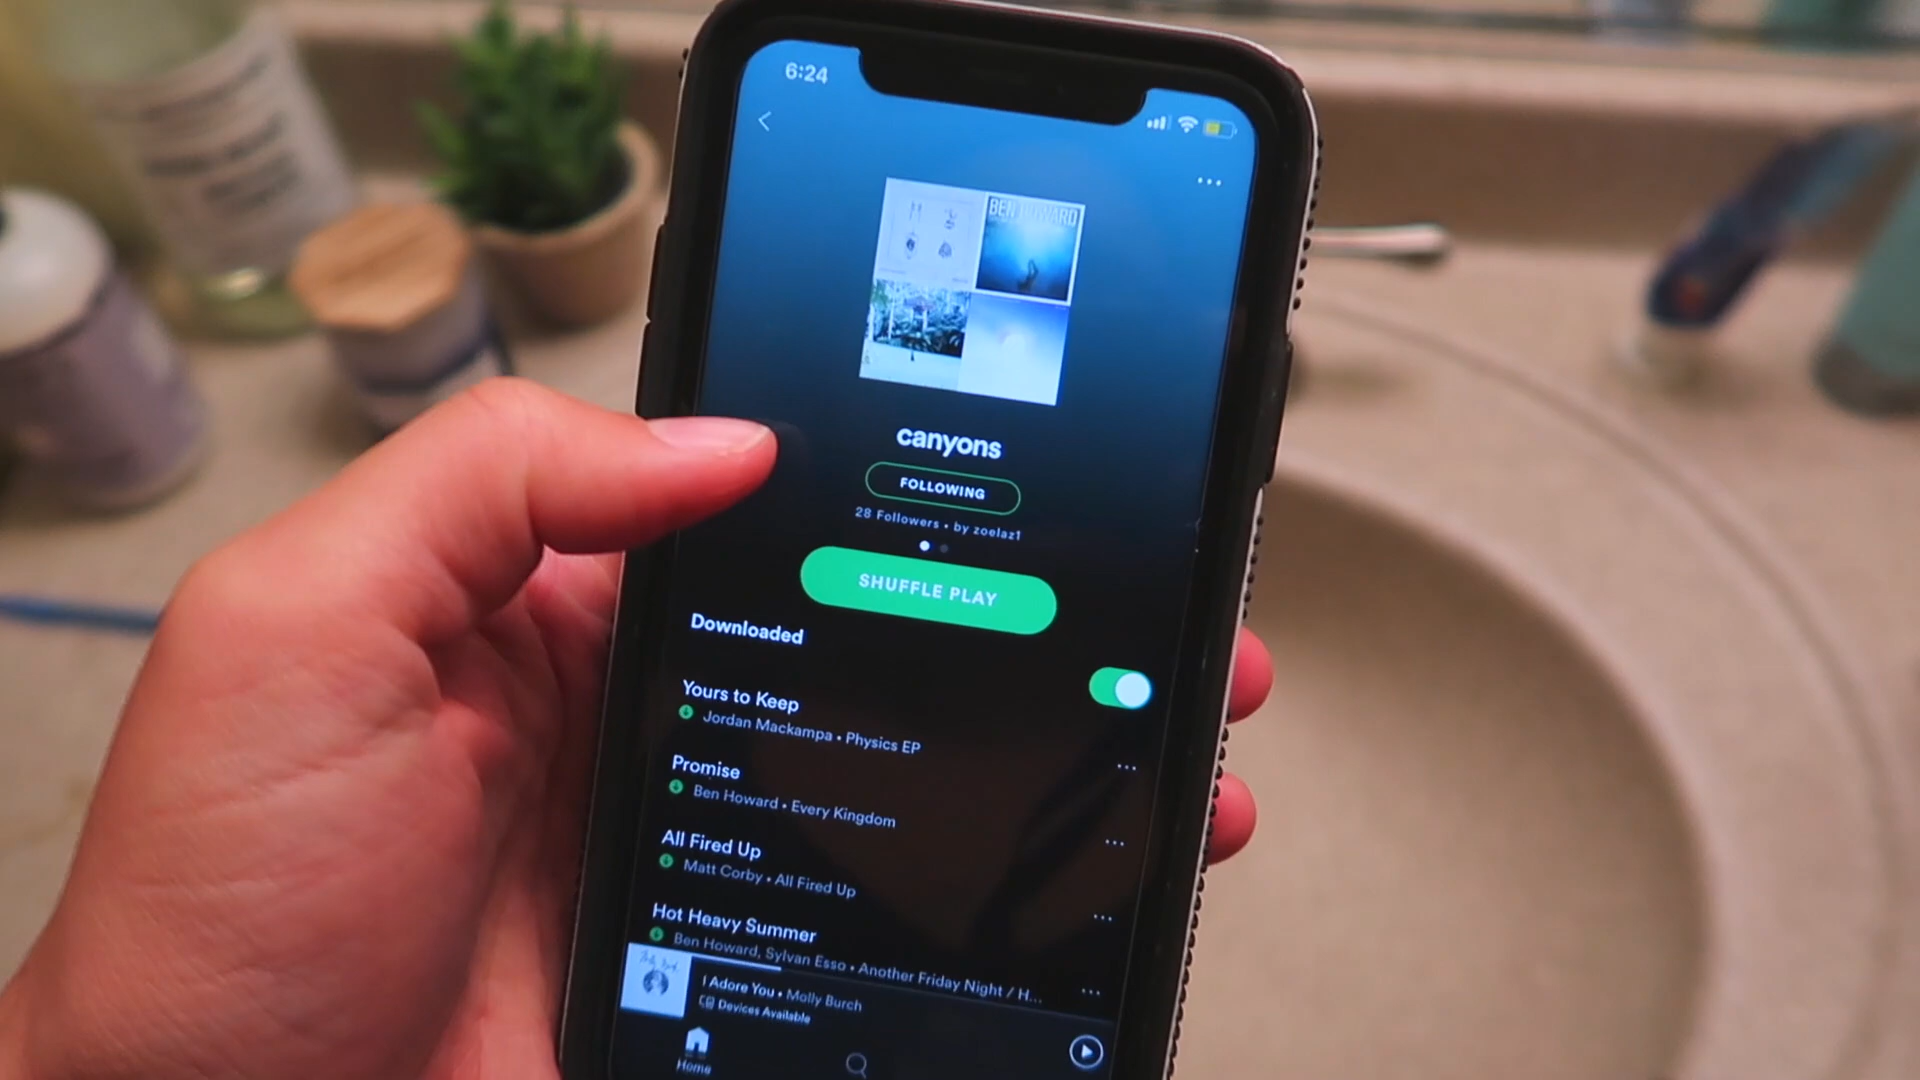 6:24
BEN HOWARD
canyons
FOLLOWING
28 Followers • by zoelaz1
SHUFFLE PLAY
Downloaded
Yours to Keep
Jordan Mackampa • Physics EP
Promise
Ben Howard • Every Kingdom
All Fired Up
Matt Corby • All Fired Up
Hot Heavy Summer
Ben Howard, Sylvan Esso • Another Friday Night / H...
I Adore You • Molly Burch
Devices Available
Home